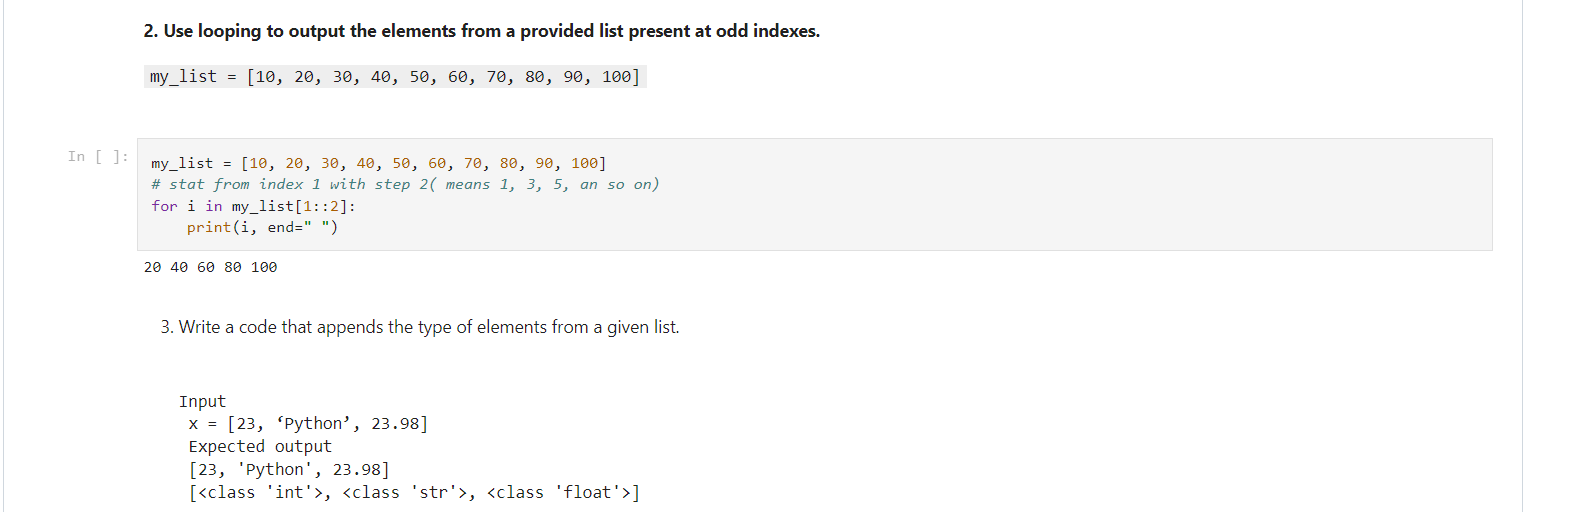 2. Use looping to output the elements from a provided list present at odd indexes.
my_list = [10, 20, 30, 40, 50, 60, 70, 80, 90, 100]
In [ ]:
my_list = [10, 20, 30, 40, 50, 60, 70, 80, 90, 100]
# stat from index 1 with step 2( means 1, 3, 5, an so on)
for i in my_list[1::2]:
    print(i, end=" ")
20 40 60 80 100
3. Write a code that appends the type of elements from a given list.
Input
x = [23, ‘Python’, 23.98]
Expected output
[23, 'Python', 23.98]
[<class 'int'>, <class 'str'>, <class 'float'>]